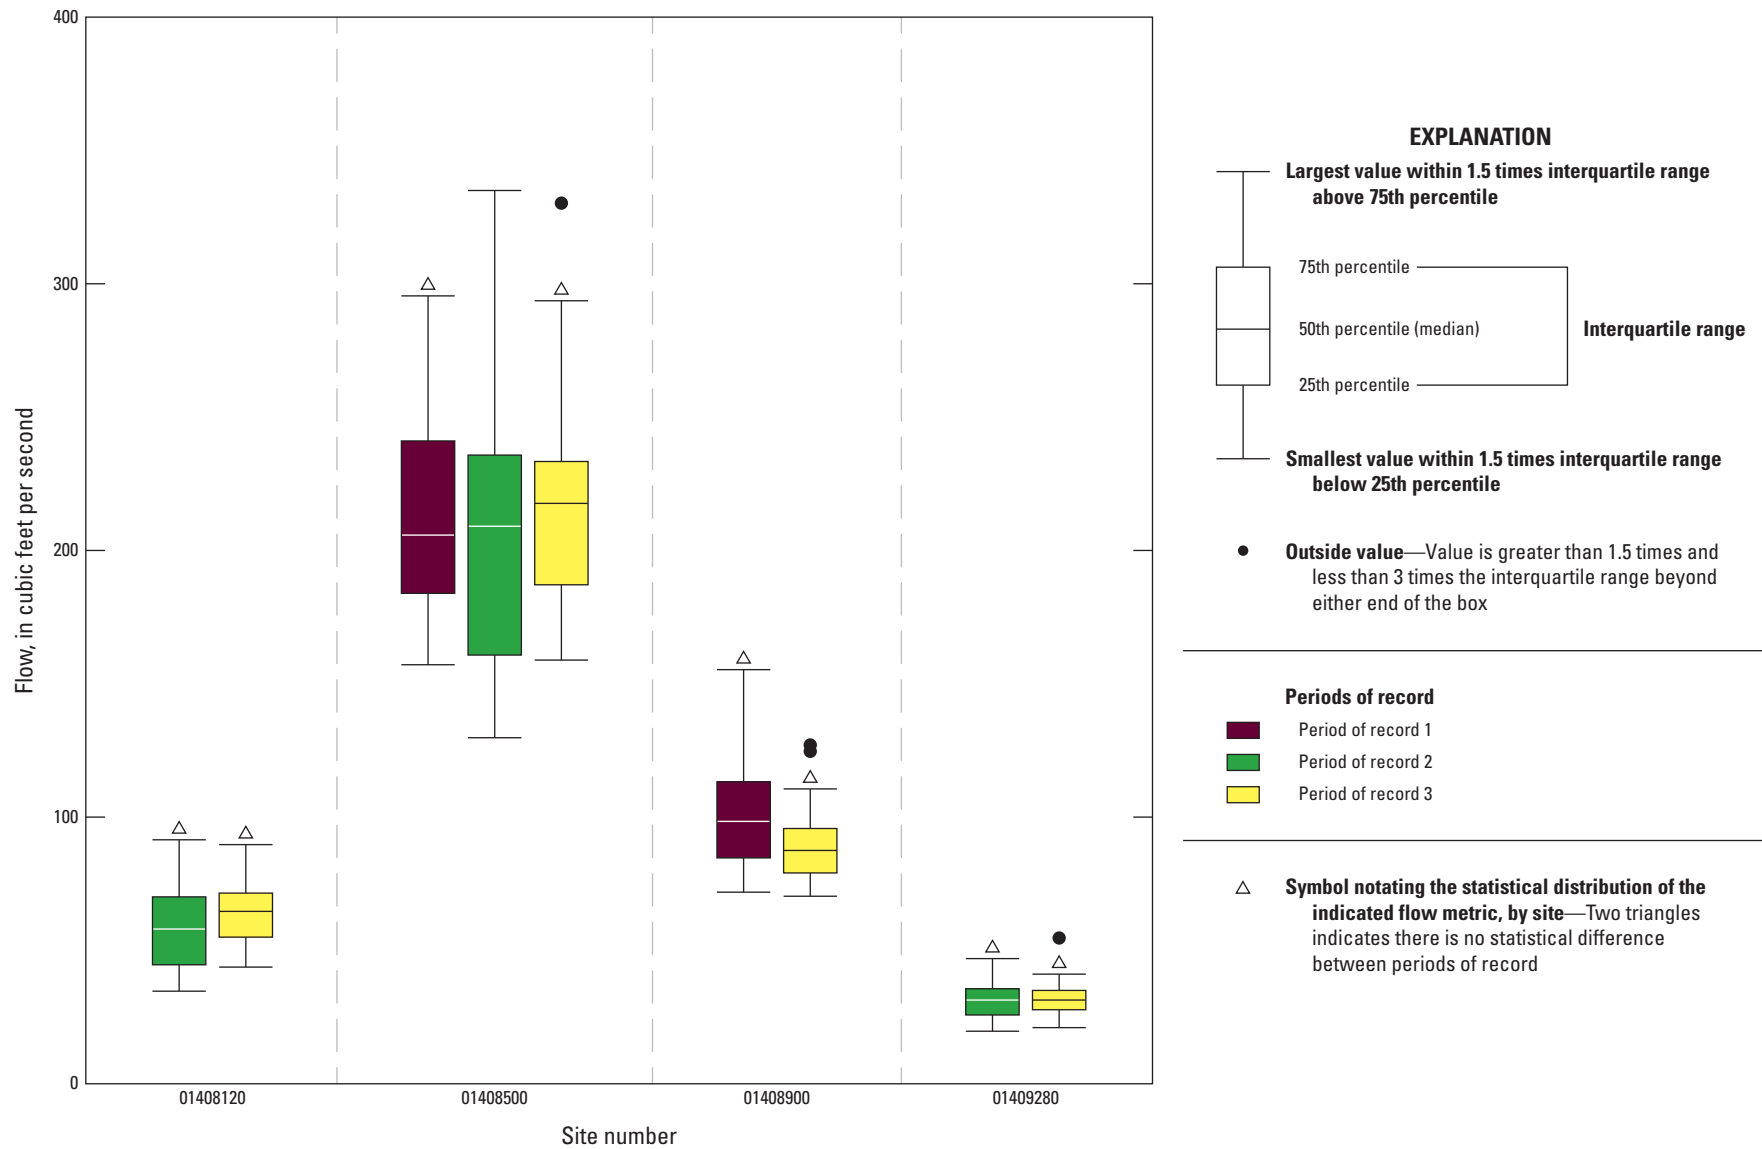 400
300
200
100
0
Flow, in cubic feet per second
01408120
01408500
01408900
01409280
Site number
EXPLANATION
Largest value within 1.5 times interquartile range
above 75th percentile
75th percentile
50th percentile (median)
Interquartile range
25th percentile
Smallest value within 1.5 times interquartile range
below 25th percentile
Outside value—Value is greater than 1.5 times and
less than 3 times the interquartile range beyond
either end of the box
Periods of record
Period of record 1
Period of record 2
Period of record 3
Symbol notating the statistical distribution of the
indicated flow metric, by site—Two triangles
indicates there is no statistical difference
between periods of record